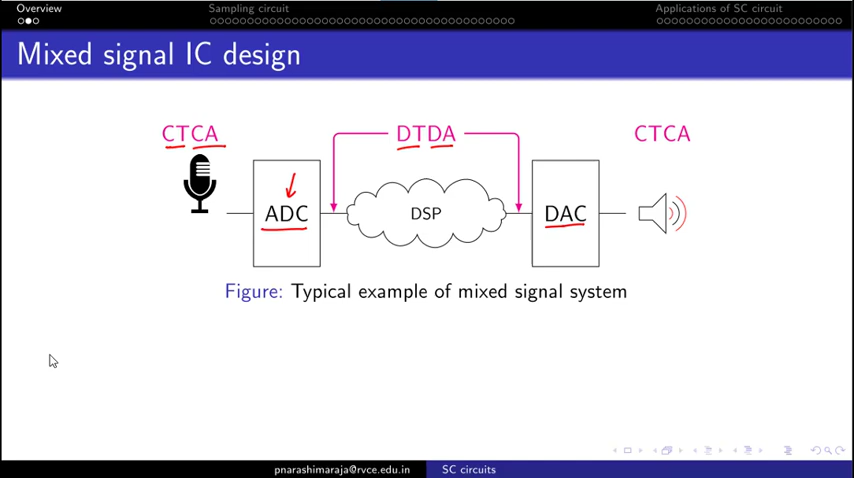 Overview Sampling circuit Applications of SC circuit
Mixed signal IC design
CTCA DTDA CTCA
ADC DSP DAC
Figure: Typical example of mixed signal system
pnarashimaraja@rvce.edu.in SC circuits